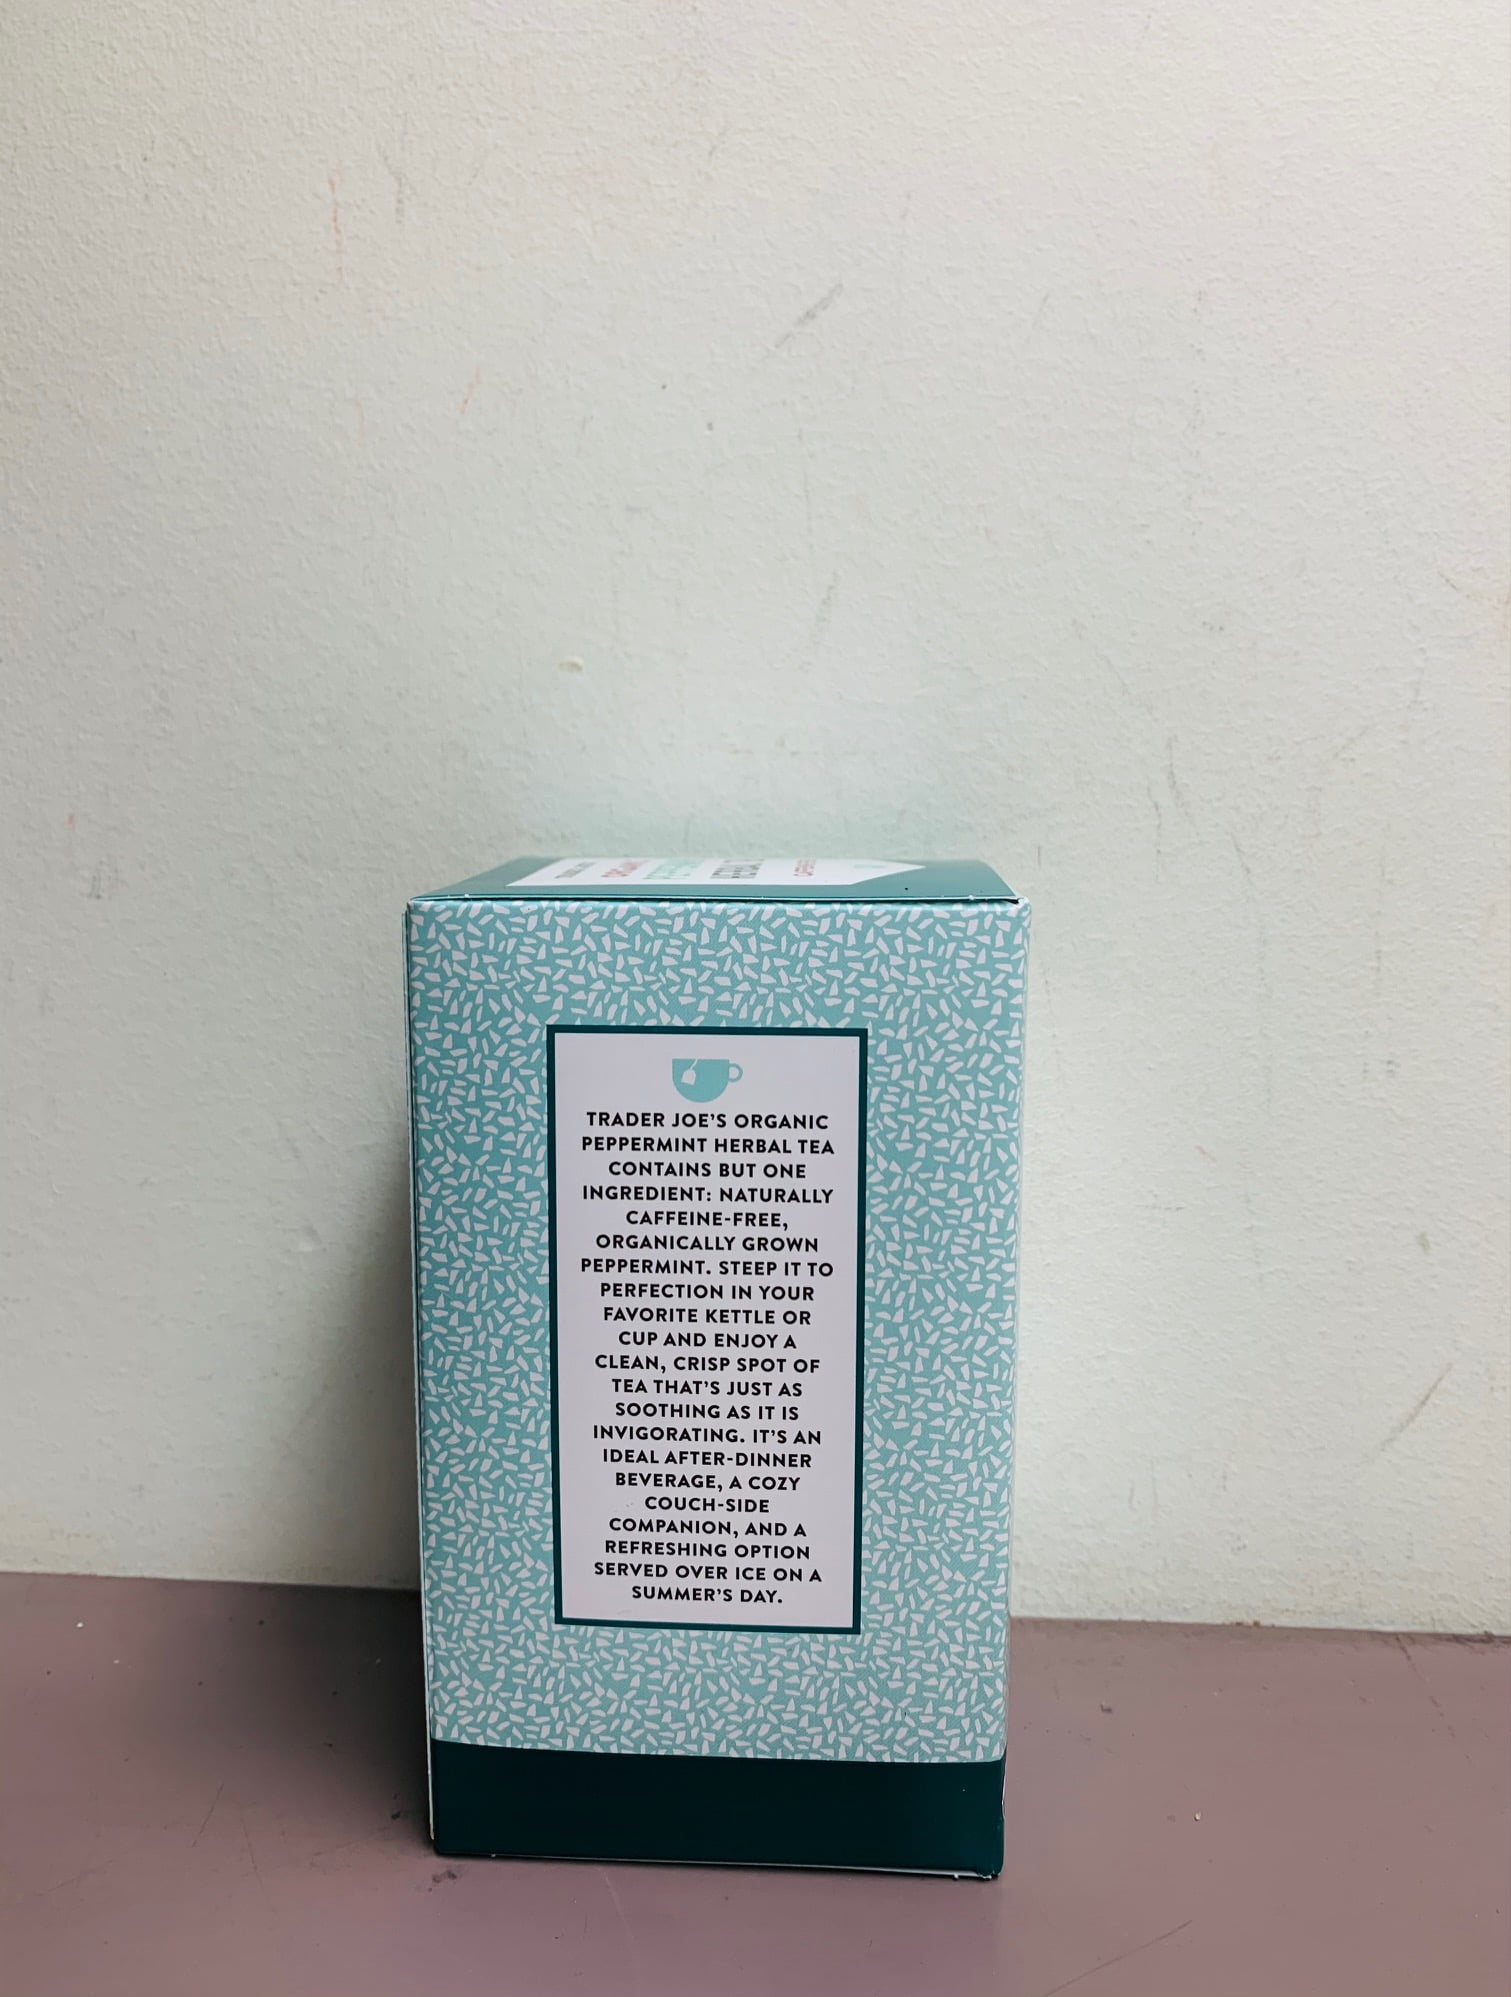 TRADER JOE'S ORGANIC
PEPPERMINT HERBAL TEA
CONTAINS BUT ONE
INGREDIENT: NATURALLY
CAFFEINE-FREE,
ORGANICALLY GROWN
PEPPERMINT. STEEP IT TO
PERFECTION IN YOUR
FAVORITE KETTLE OR
CUP AND ENJOY A
CLEAN, CRISP SPOT OF
TEA THAT'S JUST AS
SOOTHING AS IT IS
INVIGORATING. IT'S AN
IDEAL AFTER-DINNER
BEVERAGE, A COZY
COUCH-SIDE
COMPANION, AND A
REFRESHING OPTION
SERVED OVER ICE ON A
SUMMER'S DAY.